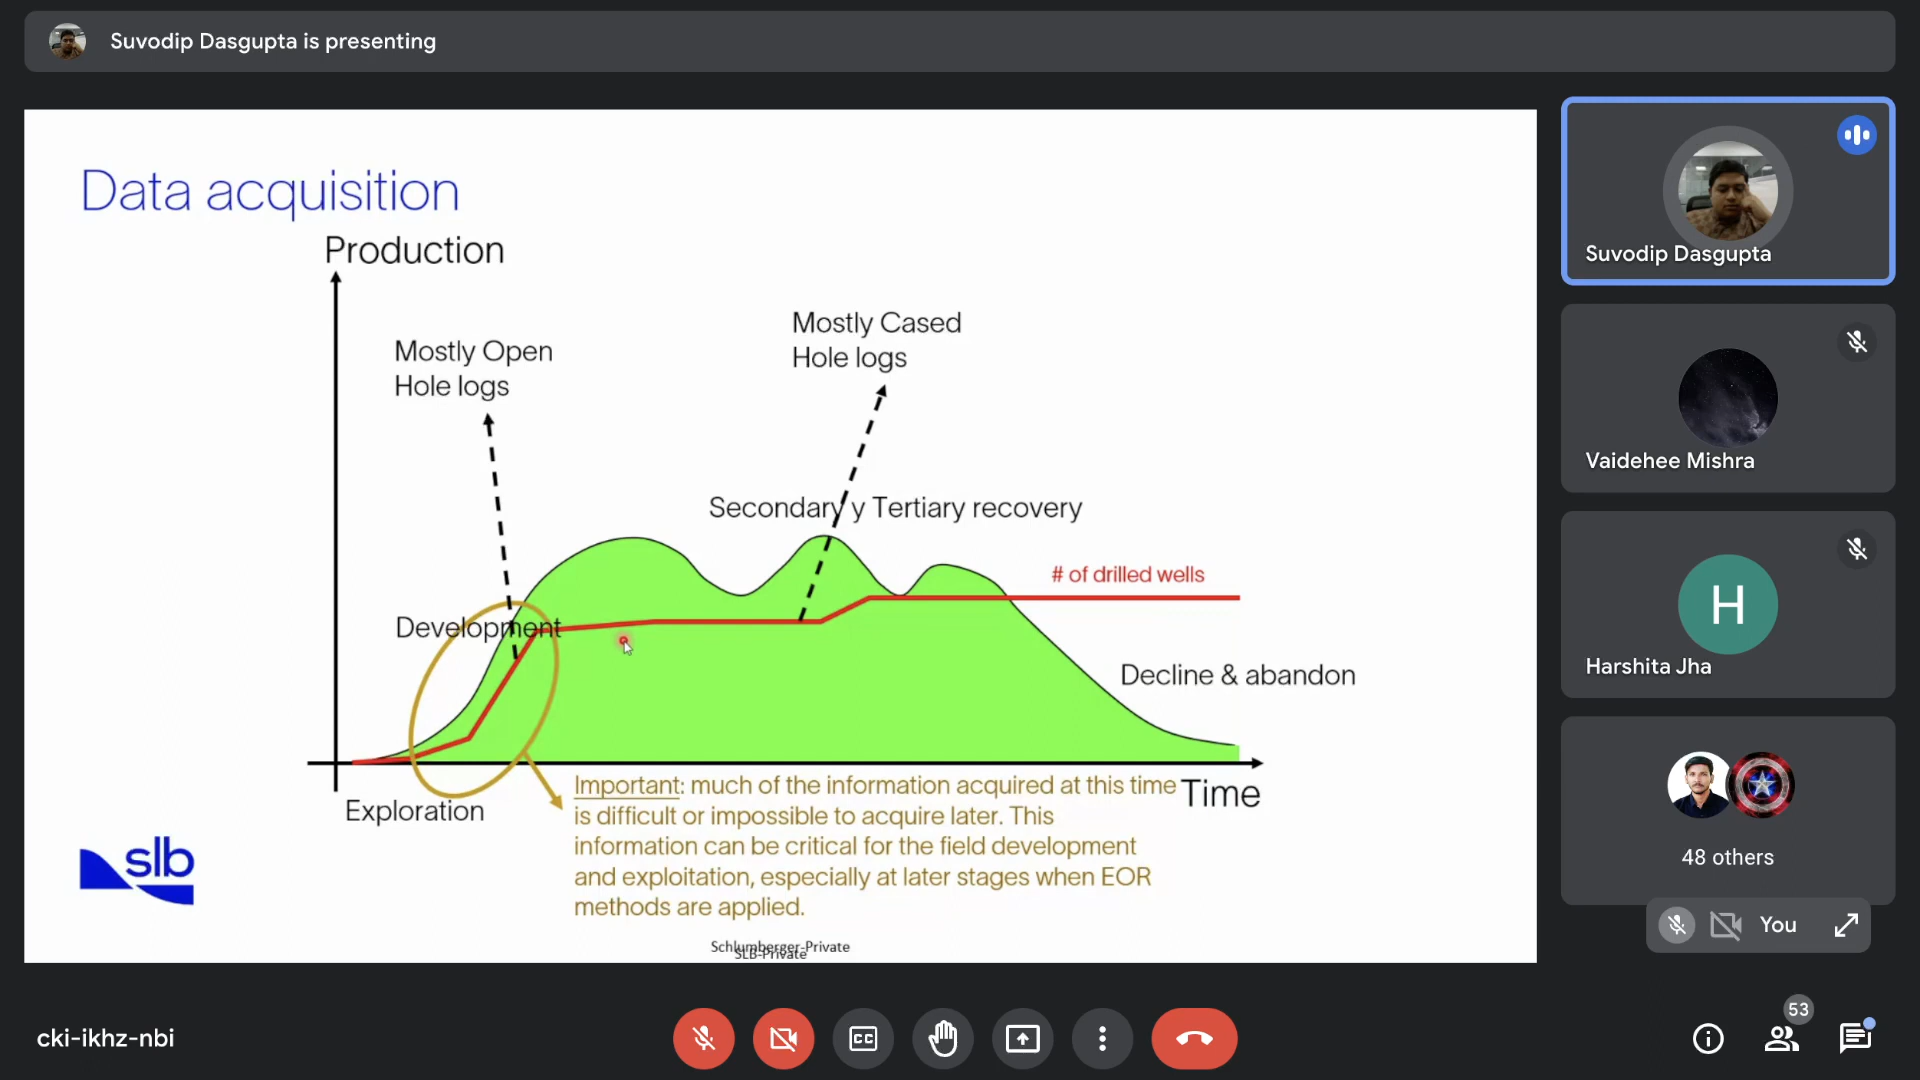 Suvodip Dasgupta is presenting
Data acquisition
Production
Mostly Open
Hole logs
Mostly Cased
Hole logs
Secondary y Tertiary recovery
# of drilled wells
Development
Decline & abandon
Exploration
Time
Important: much of the information acquired at this time
is difficult or impossible to acquire later. This
information can be critical for the field development
and exploitation, especially at later stages when EOR
methods are applied.
slb
Schlumberger-Private
SLB-Private
Suvodip Dasgupta
Vaidehee Mishra
H
Harshita Jha
48 others
You
cki-ikhz-nbi
CC
53